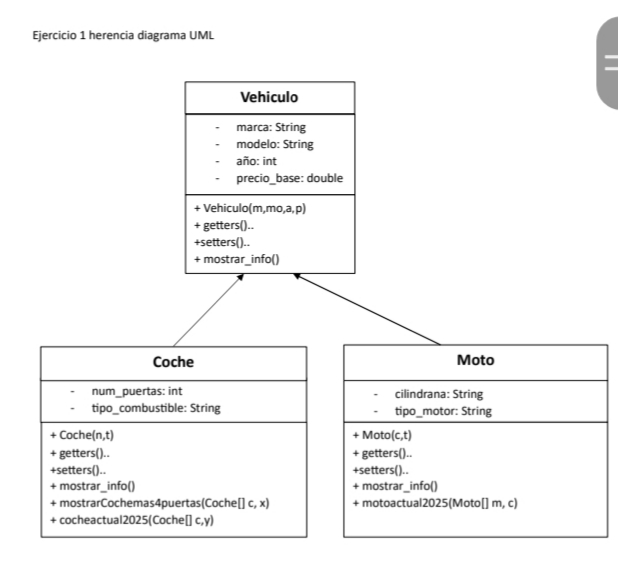 Ejercicio 1 herencia diagrama UML
Vehiculo
- marca: String
- modelo: String
- año: int
- precio_base: double
+ Vehiculo(m,mo,a,p)
+ getters()..
+setters()..
+ mostrar_info()
Coche
- num_puertas: int
- tipo_combustible: String
+ Coche(n,t)
+ getters()..
+setters()..
+ mostrar_info()
+ mostrarCochemas4puertas(Coche[] c, x)
+ cocheactual2025(Coche[] c,y)
Moto
- cilindrana: String
- tipo_motor: String
+ Moto(c,t)
+ getters()..
+setters()..
+ mostrar_info()
+ motoactual2025(Moto[] m, c)